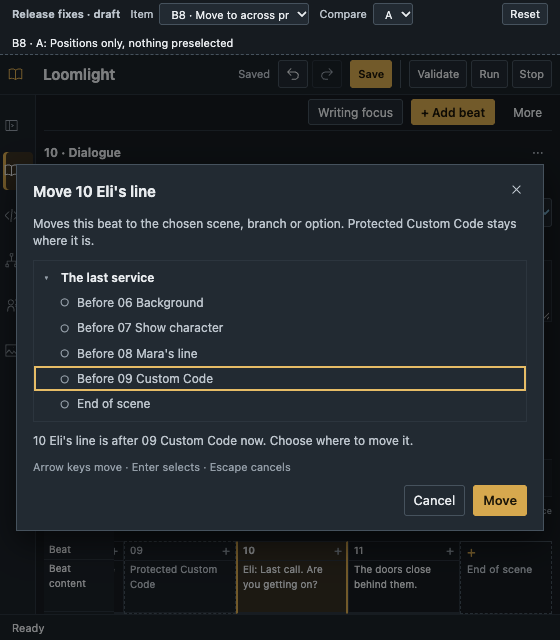 Release fixes · draft Item B8 · Move to across pr Compare A Reset
B8 · A: Positions only, nothing preselected
Loomlight Saved Save Validate Run Stop
Writing focus + Add beat More
10 · Dialogue ...
Move 10 Eli's line
Moves this beat to the chosen scene, branch or option. Protected Custom Code stays
where it is.
The last service
Before 06 Background
Before 07 Show character
Before 08 Mara's line
Before 09 Custom Code
End of scene
10 Eli's line is after 09 Custom Code now. Choose where to move it.
Arrow keys move · Enter selects · Escape cancels
Cancel Move
Beat 09 + 10 + 11 + +
Beat
content
Protected Custom
Code
Eli: Last call. Are
you getting on?
The doors close
behind them.
End of scene
Ready